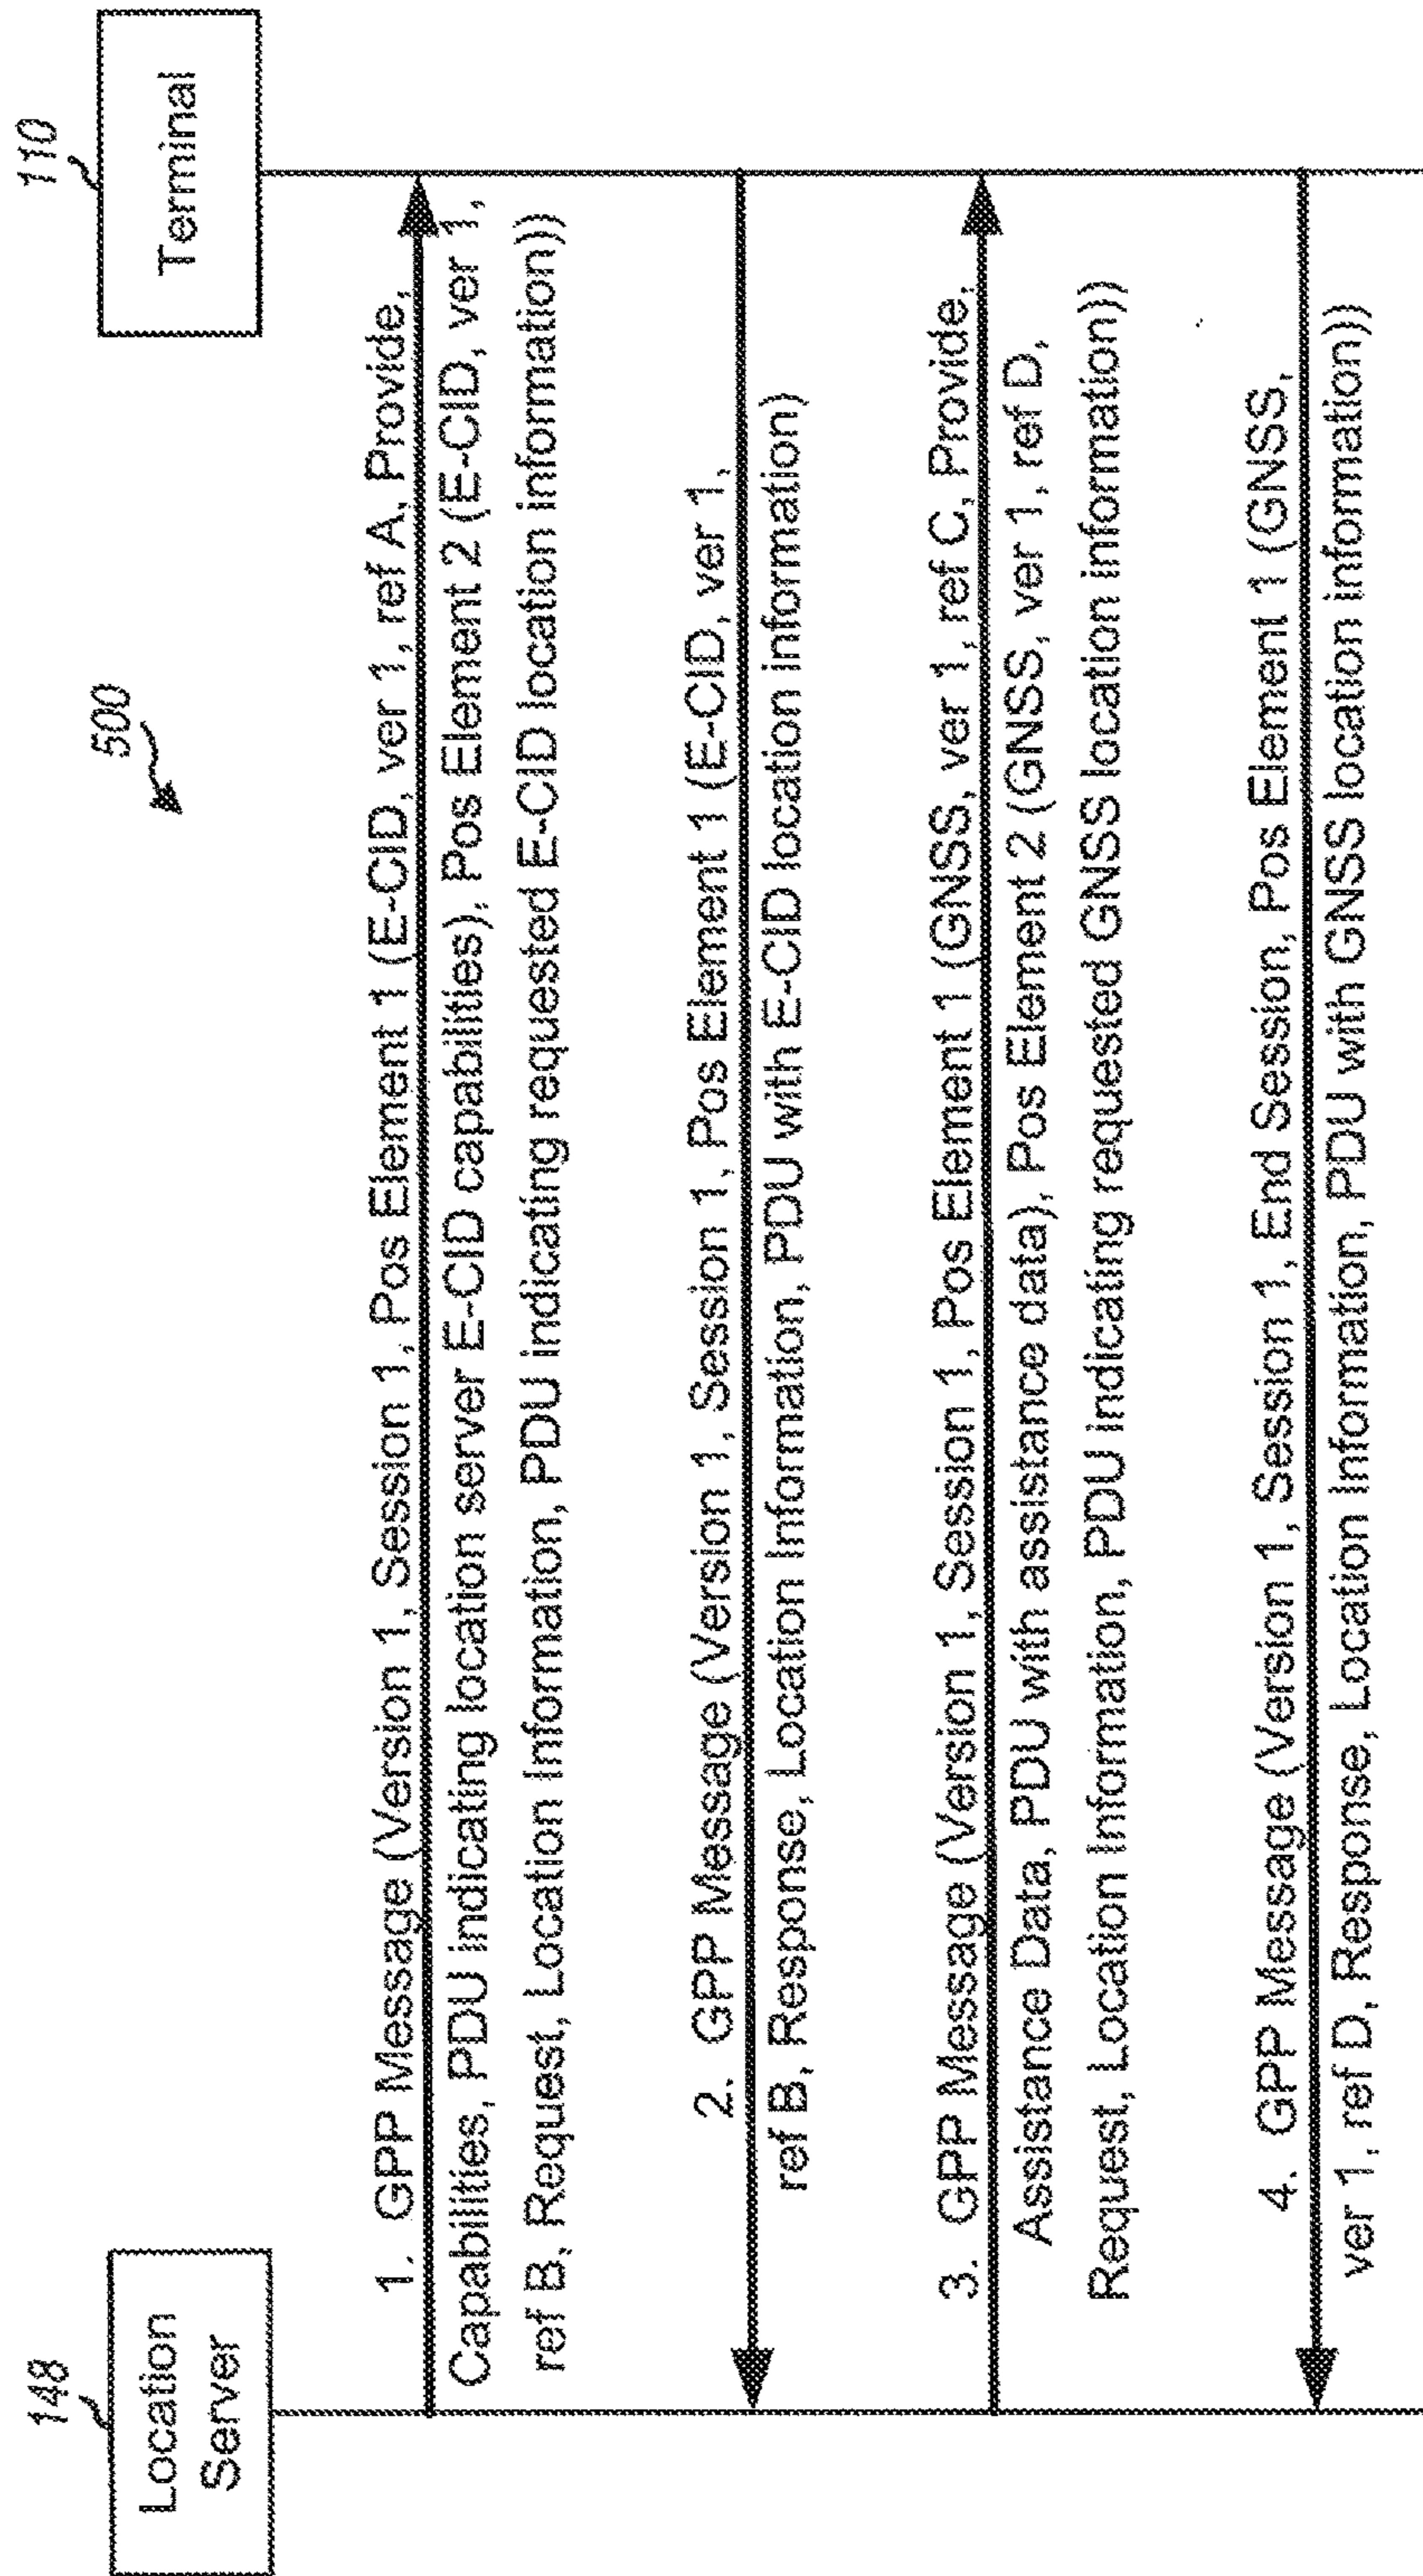 500
148
Location
Server
110
Terminal
1. GPP Message (Version 1, Session 1, Pos Element 1 (E-CID, ver 1, ref A, Provide,
Capabilities, PDU indicating location server E-CID capabilities), Pos Element 2 (E-CID, ver 1,
ref B, Request, Location Information, PDU indicating requested E-CID location information))
2. GPP Message (Version 1, Session 1, Pos Element 1 (E-CID, ver 1,
ref B, Response, Location Information, PDU with E-CID location information)
3. GPP Message (Version 1, Session 1, Pos Element 1 (GNSS, ver 1, ref C, Provide,
Assistance Data, PDU with assistance data), Pos Element 2 (GNSS, ver 1, ref D,
Request, Location Information, PDU indicating requested GNSS location information))
4. GPP Message (Version 1, Session 1, End Session, Pos Element 1 (GNSS,
ver 1, ref D, Response, Location Information, PDU with GNSS location information))